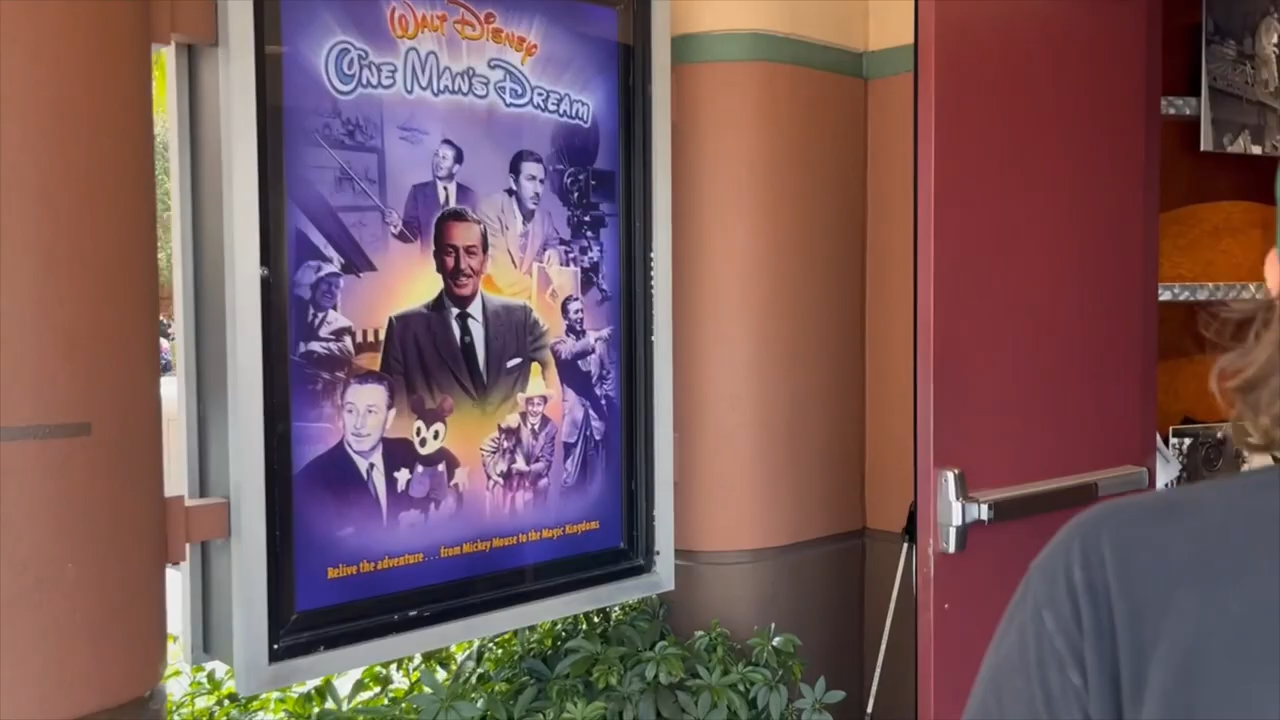 WALT DISNEY
ONE MAN'S DREAM
Relive the adventure . . . from Mickey Mouse to the Magic Kingdoms